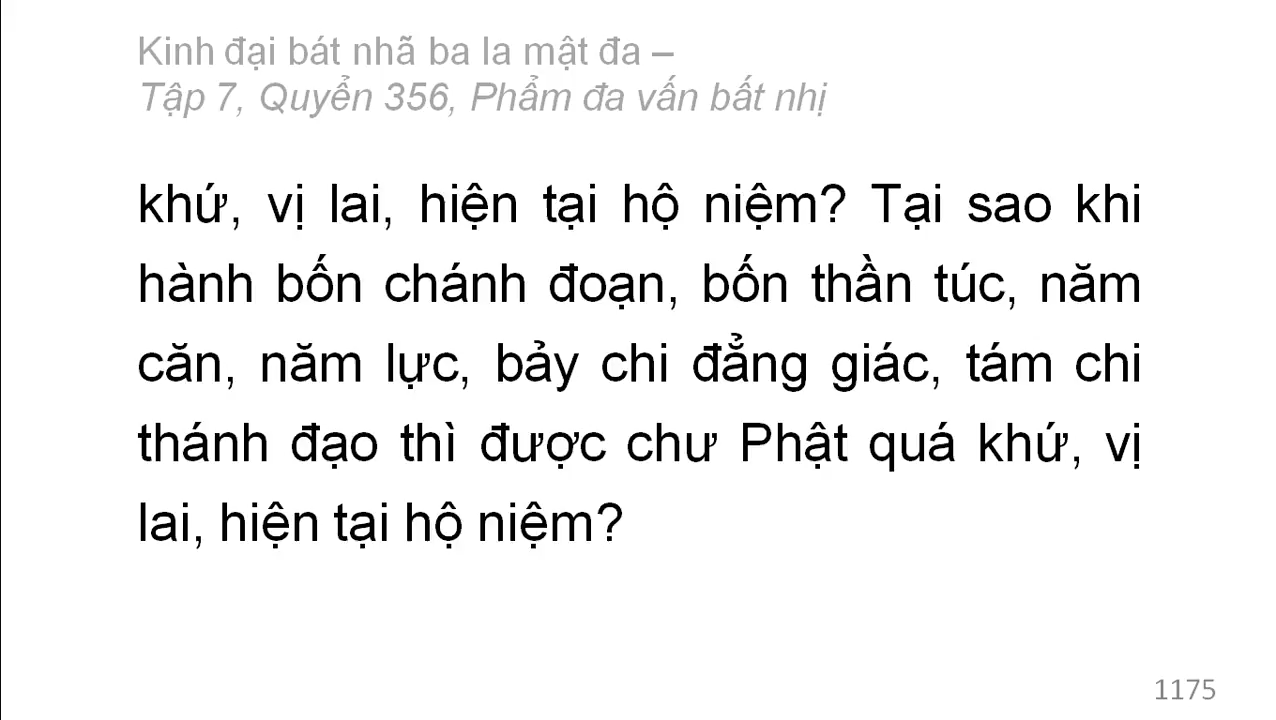 Kinh đại bát nhã ba la mật đa –
Tập 7, Quyển 356, Phẩm đa vấn bất nhị
khứ, vị lai, hiện tại hộ niệm? Tại sao khi
hành bốn chánh đoạn, bốn thần túc, năm
căn, năm lực, bảy chi đẳng giác, tám chi
thánh đạo thì được chư Phật quá khứ, vị
lai, hiện tại hộ niệm?
1175